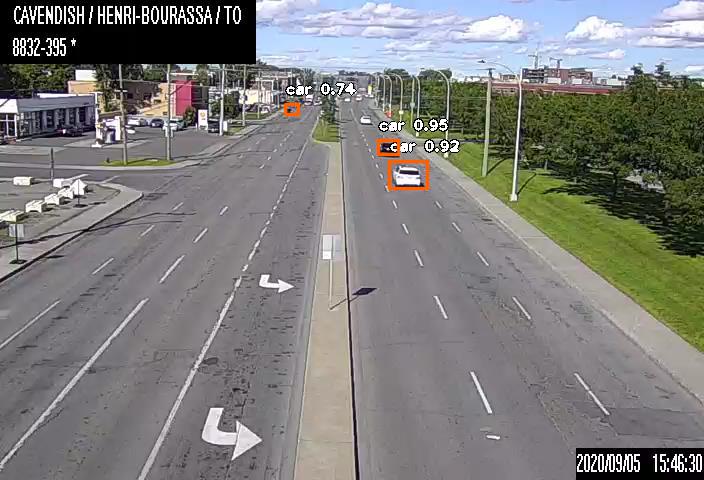 CAVENDISH / HENRI-BOURASSA / TO
8832-395 *
car 0.74
car 0.95
car 0.92
2020/09/05 15:46:30